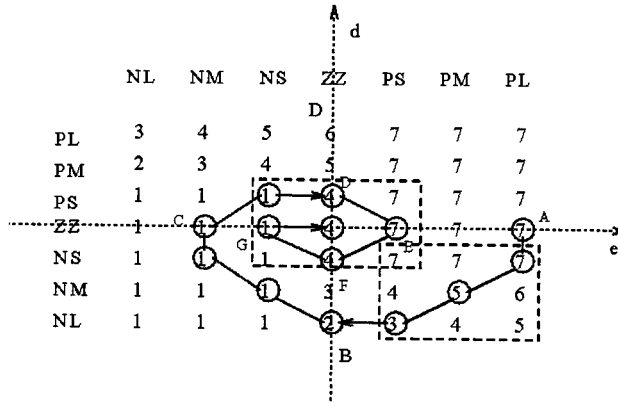 d
NL NM NS ZZ PS PM PL
D
PL 3 4 5 6 7 7 7
PM 2 3 4 5 7 7 7
D
PS 1 1 1 4 7 7 7
C A
ZZ 1 1 1 4 7 7 7
G E e
NS 1 1 1 4 7 7 7
F
NM 1 1 1 3 4 5 6
NL 1 1 1 2 3 4 5
B